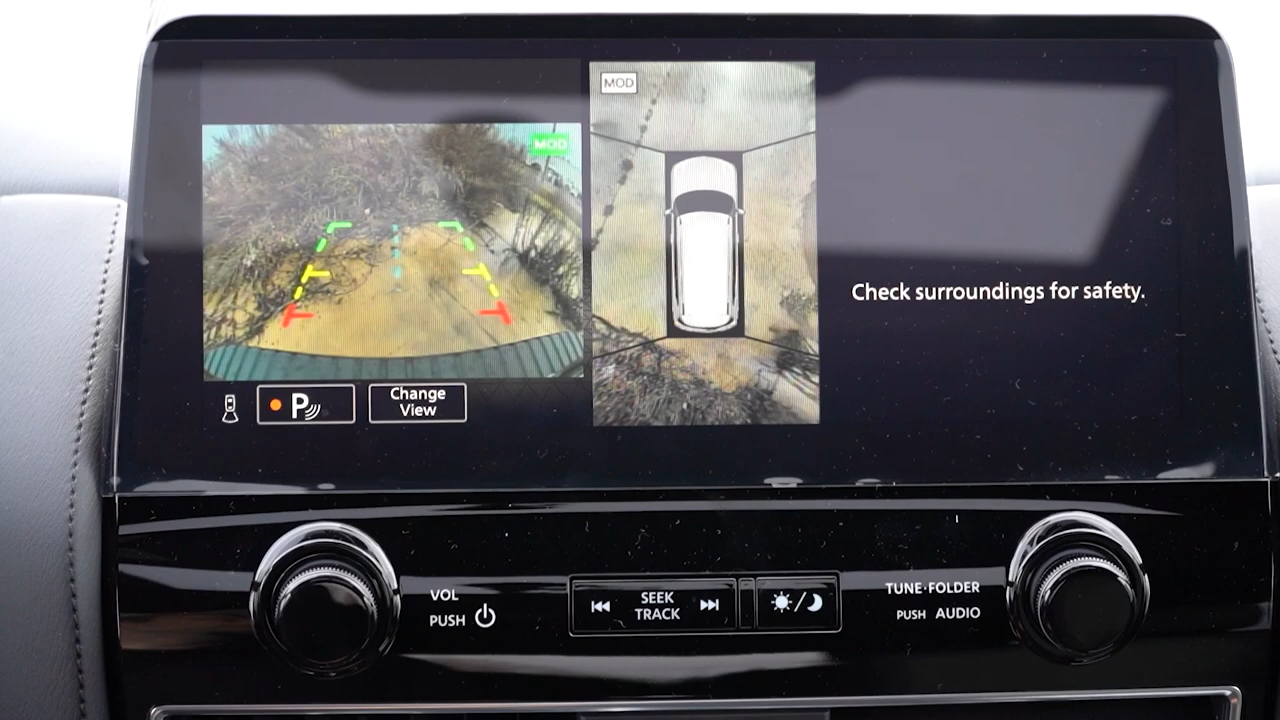 MOD
MOD
Check surroundings for safety.
P
Change
View
VOL
PUSH
SEEK
TRACK
TUNE·FOLDER
PUSH AUDIO